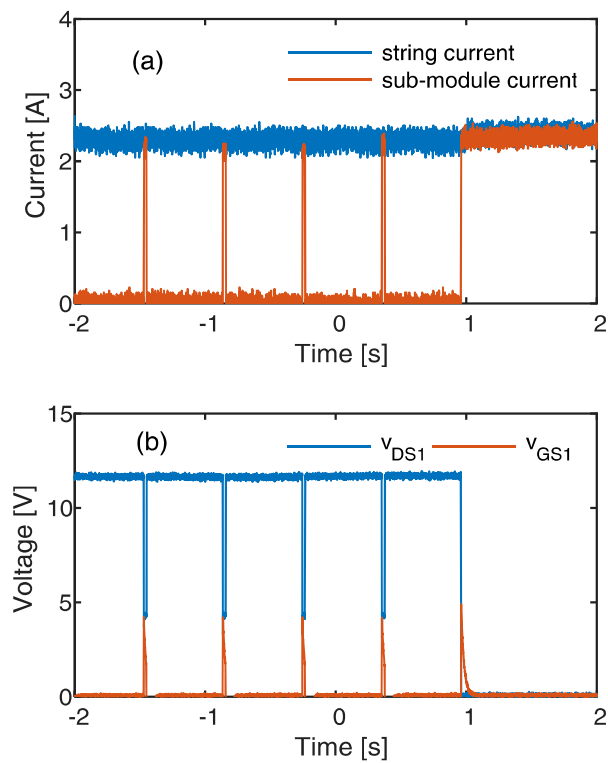 (a)
string current
sub-module current
4
3
2
1
0
Current [A]
-2 -1 0 1 2
Time [s]
(b)
vDS1 vGS1
15
10
5
0
Voltage [V]
-2 -1 0 1 2
Time [s]